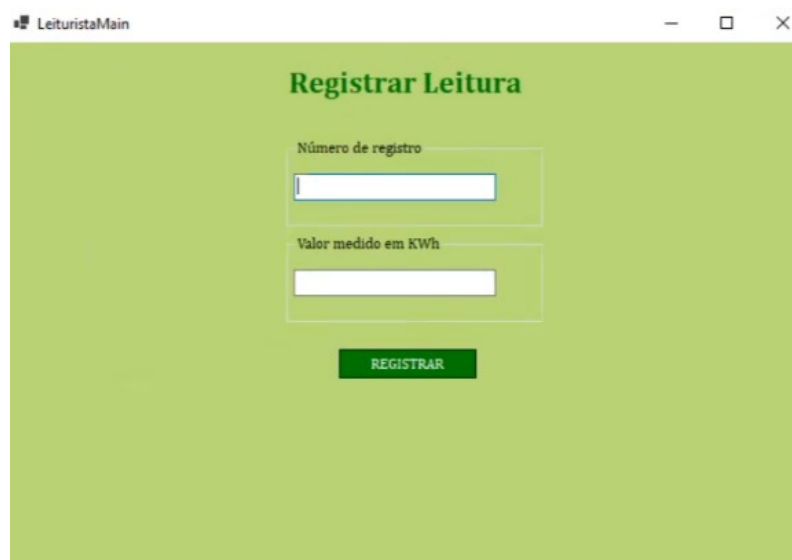 LeituristaMain
Registrar Leitura
Número de registro
Valor medido em KWh
REGISTRAR